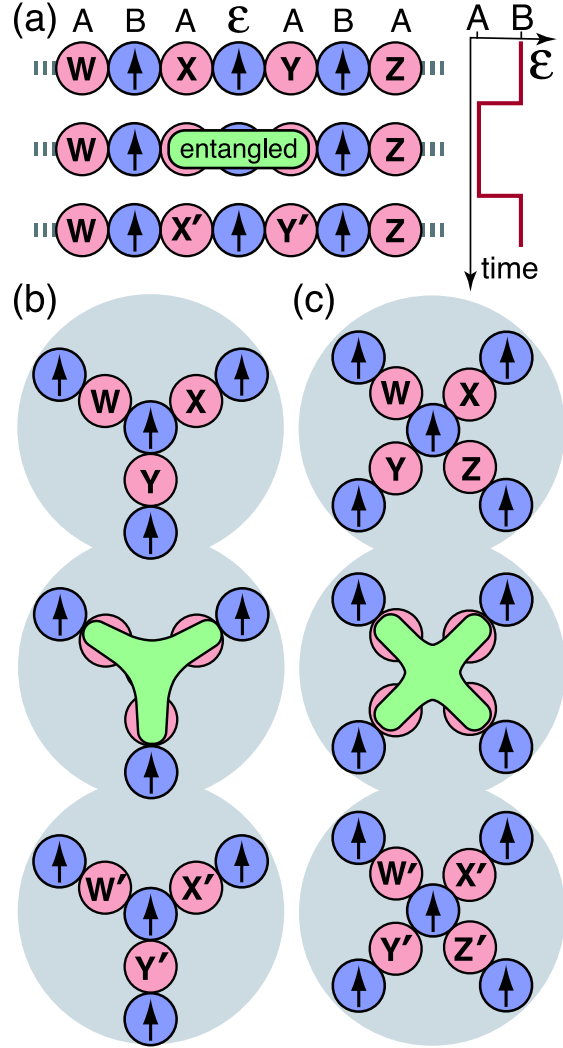 (a) A B A ε A B A
A B
ε
W X Y Z
W entangled Z
W X′ Y′ Z
time
(b) (c)
W X
Y
W X
Y Z
W′ X′
Y′
W′ X′
Y′ Z′